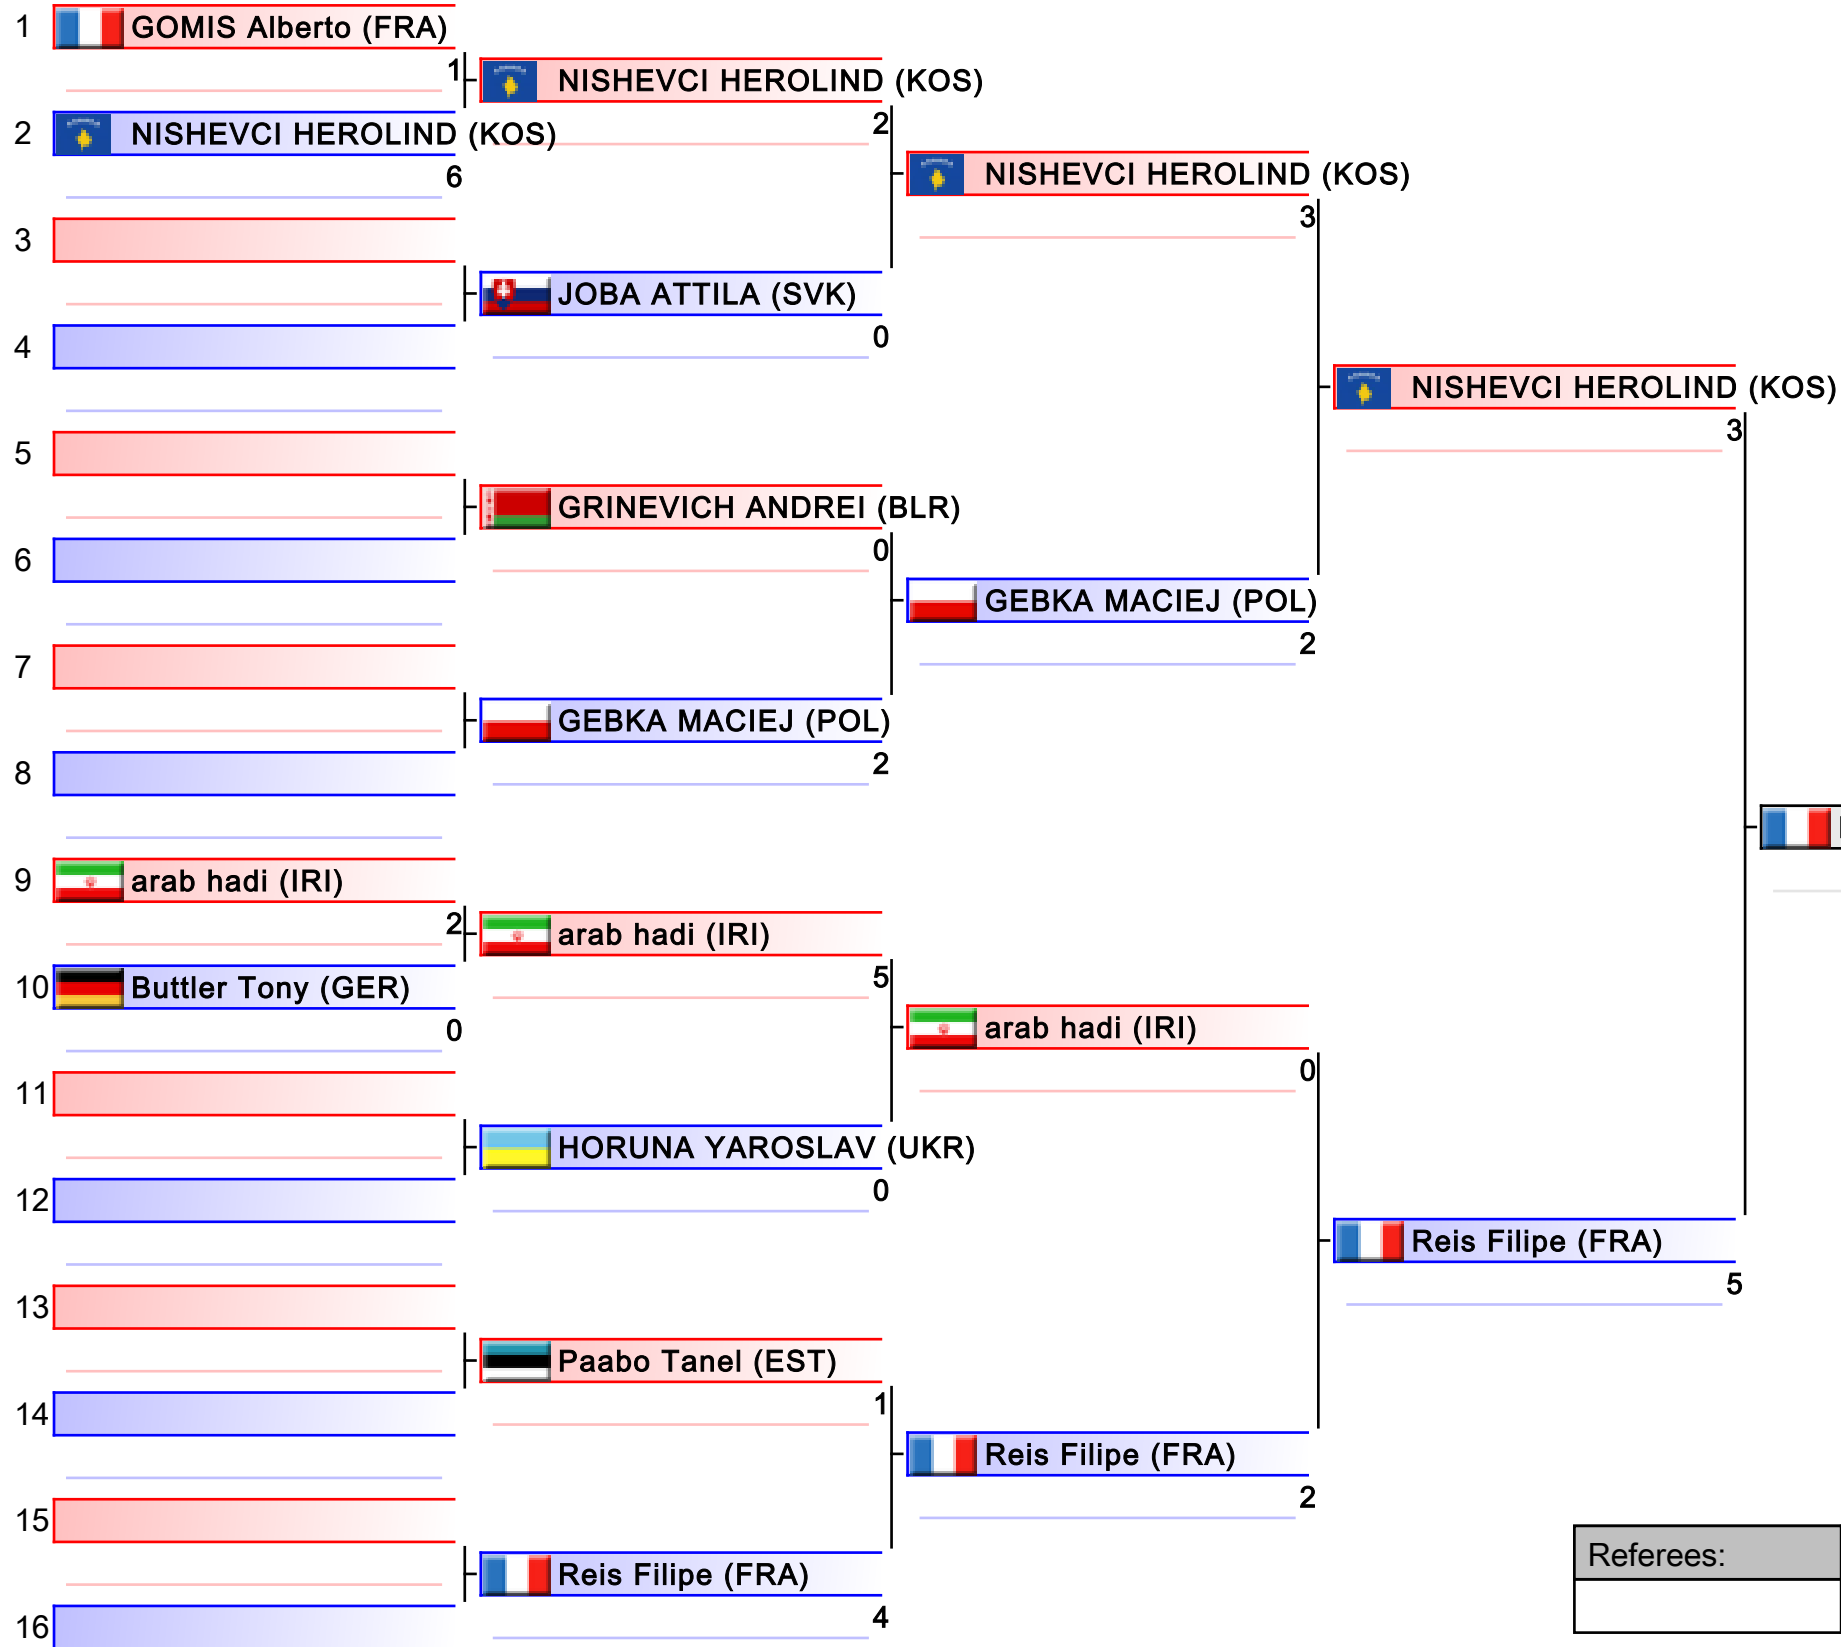 1 GOMIS Alberto (FRA)
1 NISHEVCI HEROLIND (KOS)
2 NISHEVCI HEROLIND (KOS)
2
6
NISHEVCI HEROLIND (KOS)
3
3
JOBA ATTILA (SVK)
4
0
NISHEVCI HEROLIND (KOS)
3
5
GRINEVICH ANDREI (BLR)
0
6
GEBKA MACIEJ (POL)
2
7
GEBKA MACIEJ (POL)
8
2
9 arab hadi (IRI)
2 arab hadi (IRI)
10 Buttler Tony (GER)
5
0
arab hadi (IRI)
0
11
HORUNA YAROSLAV (UKR)
12
0
Reis Filipe (FRA)
5
13
Paabo Tanel (EST)
14
1
Reis Filipe (FRA)
2
15
Reis Filipe (FRA)
16
4
Referees: